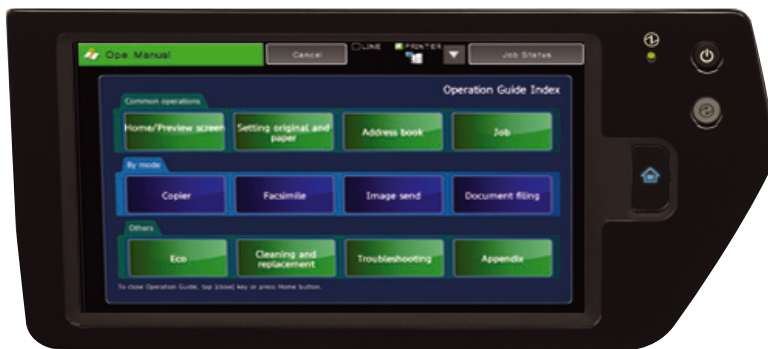 Ope. Manual
Cancel
LINE
PRINTER
Job Status
Operation Guide Index
Common operations
Home/Preview screen
Setting original and
paper
Address book
Job
By mode
Copier
Facsimile
Image send
Document filing
Others
Eco
Cleaning and
replacement
Troubleshooting
Appendix
To close Operation Guide, tap [close] key or press Home button.